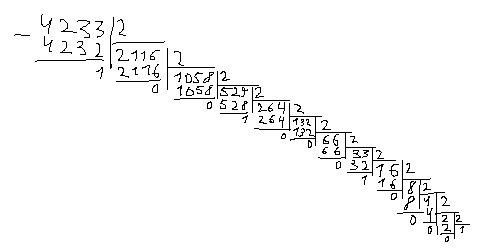 4233 2
- 4232 2116 2
1 2116 1058 2
0 1058 529 2
0 528 264 2
1 264 132 2
0 132 66 2
0 66 33 2
0 32 16 2
1 16 8 2
0 8 4 2
0 4 2 2
0 2 1
0